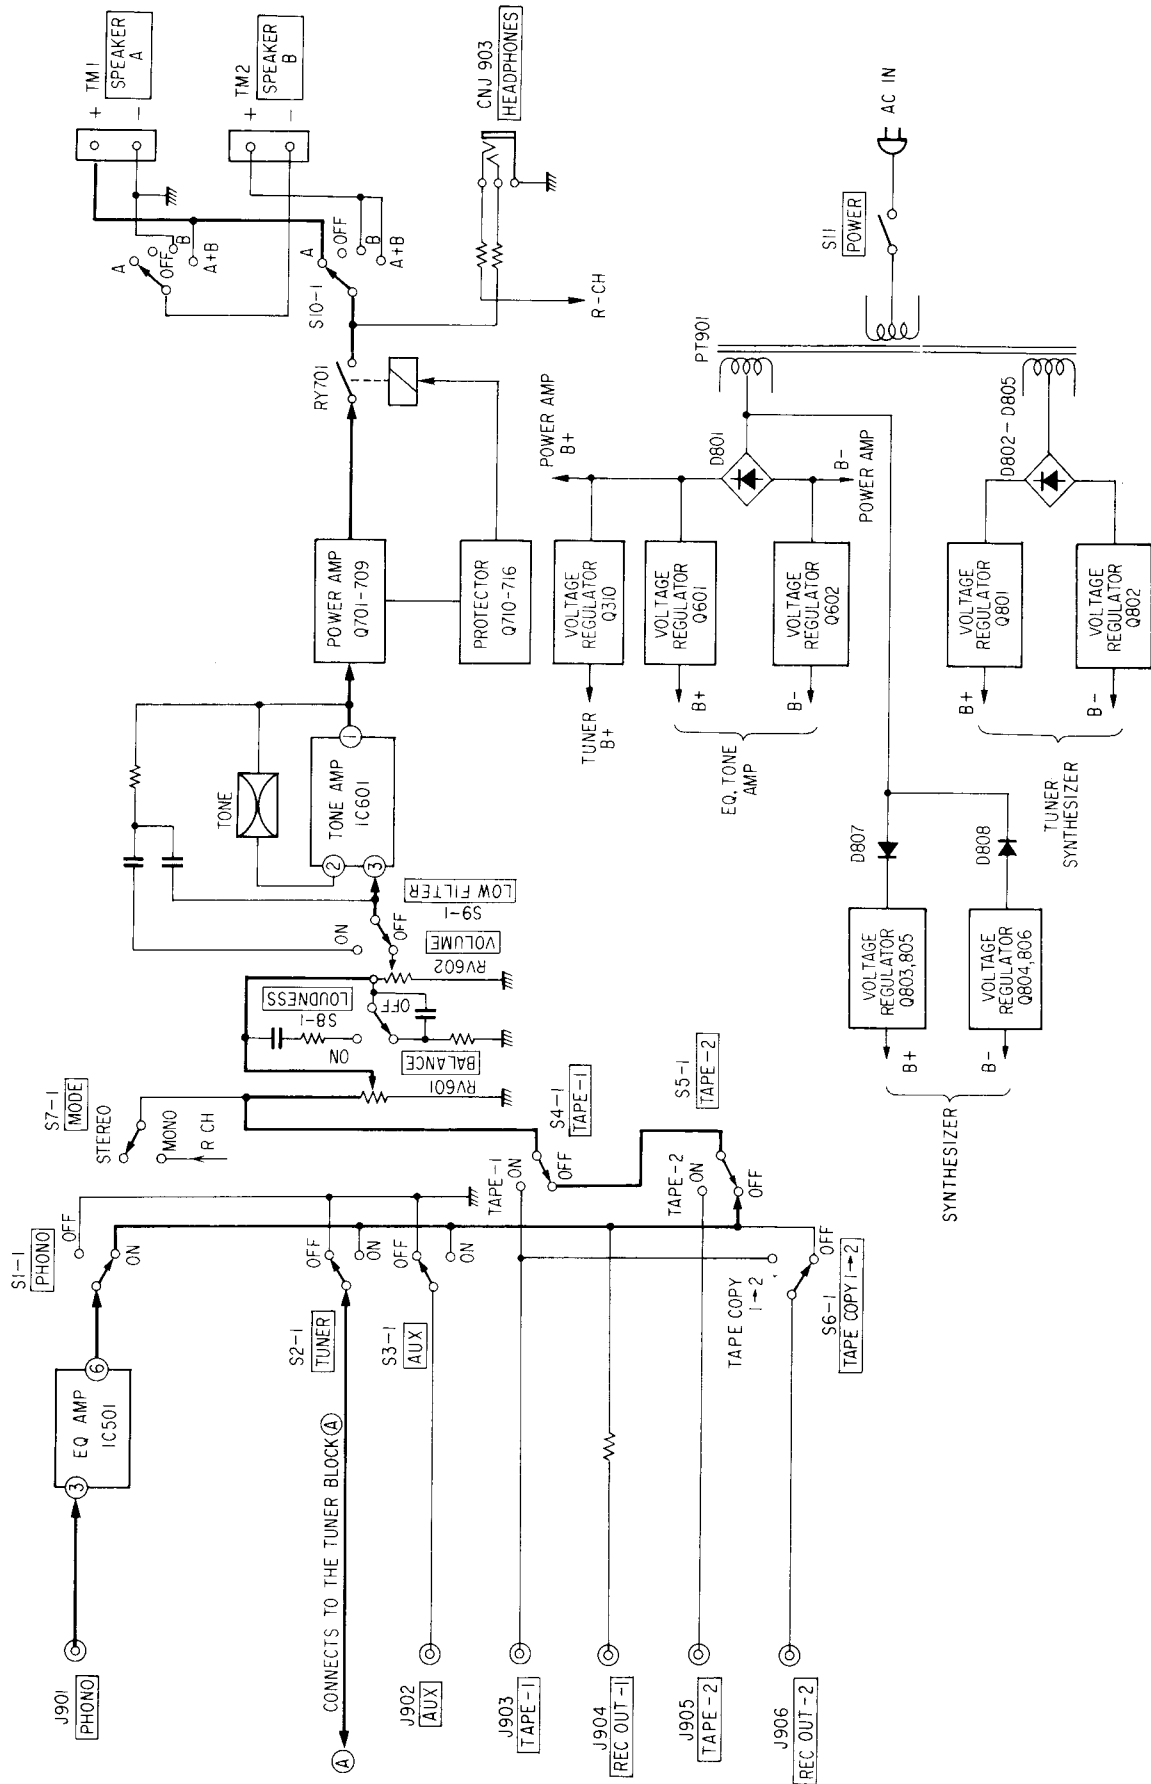 J901
PHONO
3
EQ AMP
IC501
6
S1-1
PHONO
OFF
ON
A
CONNECTS TO THE TUNER BLOCK A
S2-1
TUNER
OFF
ON
J902
AUX
S3-1
AUX
OFF
ON
J903
TAPE-1
J904
REC OUT-1
J905
TAPE-2
J906
REC OUT-2
TAPE COPY
1→2
OFF
S6-1
TAPE COPY 1→2
TAPE-1
ON
OFF
S4-1
TAPE-1
TAPE-2
ON
OFF
S5-1
TAPE-2
S7-1
MODE
STEREO
MONO
R CH
RV601
BALANCE
ON
OFF
S8-1
LOUDNESS
RV602
VOLUME
ON
OFF
S9-1
LOW FILTER
TONE
2
3
TONE AMP
IC601
1
POWER AMP
Q701-709
PROTECTOR
Q710-716
RY701
S10-1
A
OFF
B
A+B
A
OFF
B
A+B
+
-
TM1
SPEAKER
A
+
-
TM2
SPEAKER
B
CNJ 903
HEADPHONES
R-CH
TUNER
B+
VOLTAGE
REGULATOR
Q310
POWER AMP
B+
B+
VOLTAGE
REGULATOR
Q601
D801
B-
VOLTAGE
REGULATOR
Q602
B-
POWER AMP
EQ, TONE
AMP
PT901
S11
POWER
AC IN
B+
VOLTAGE
REGULATOR
Q803,805
D807
B-
VOLTAGE
REGULATOR
Q804,806
D808
SYNTHESIZER
B+
VOLTAGE
REGULATOR
Q801
D802-D805
B-
VOLTAGE
REGULATOR
Q802
TUNER
SYNTHESIZER